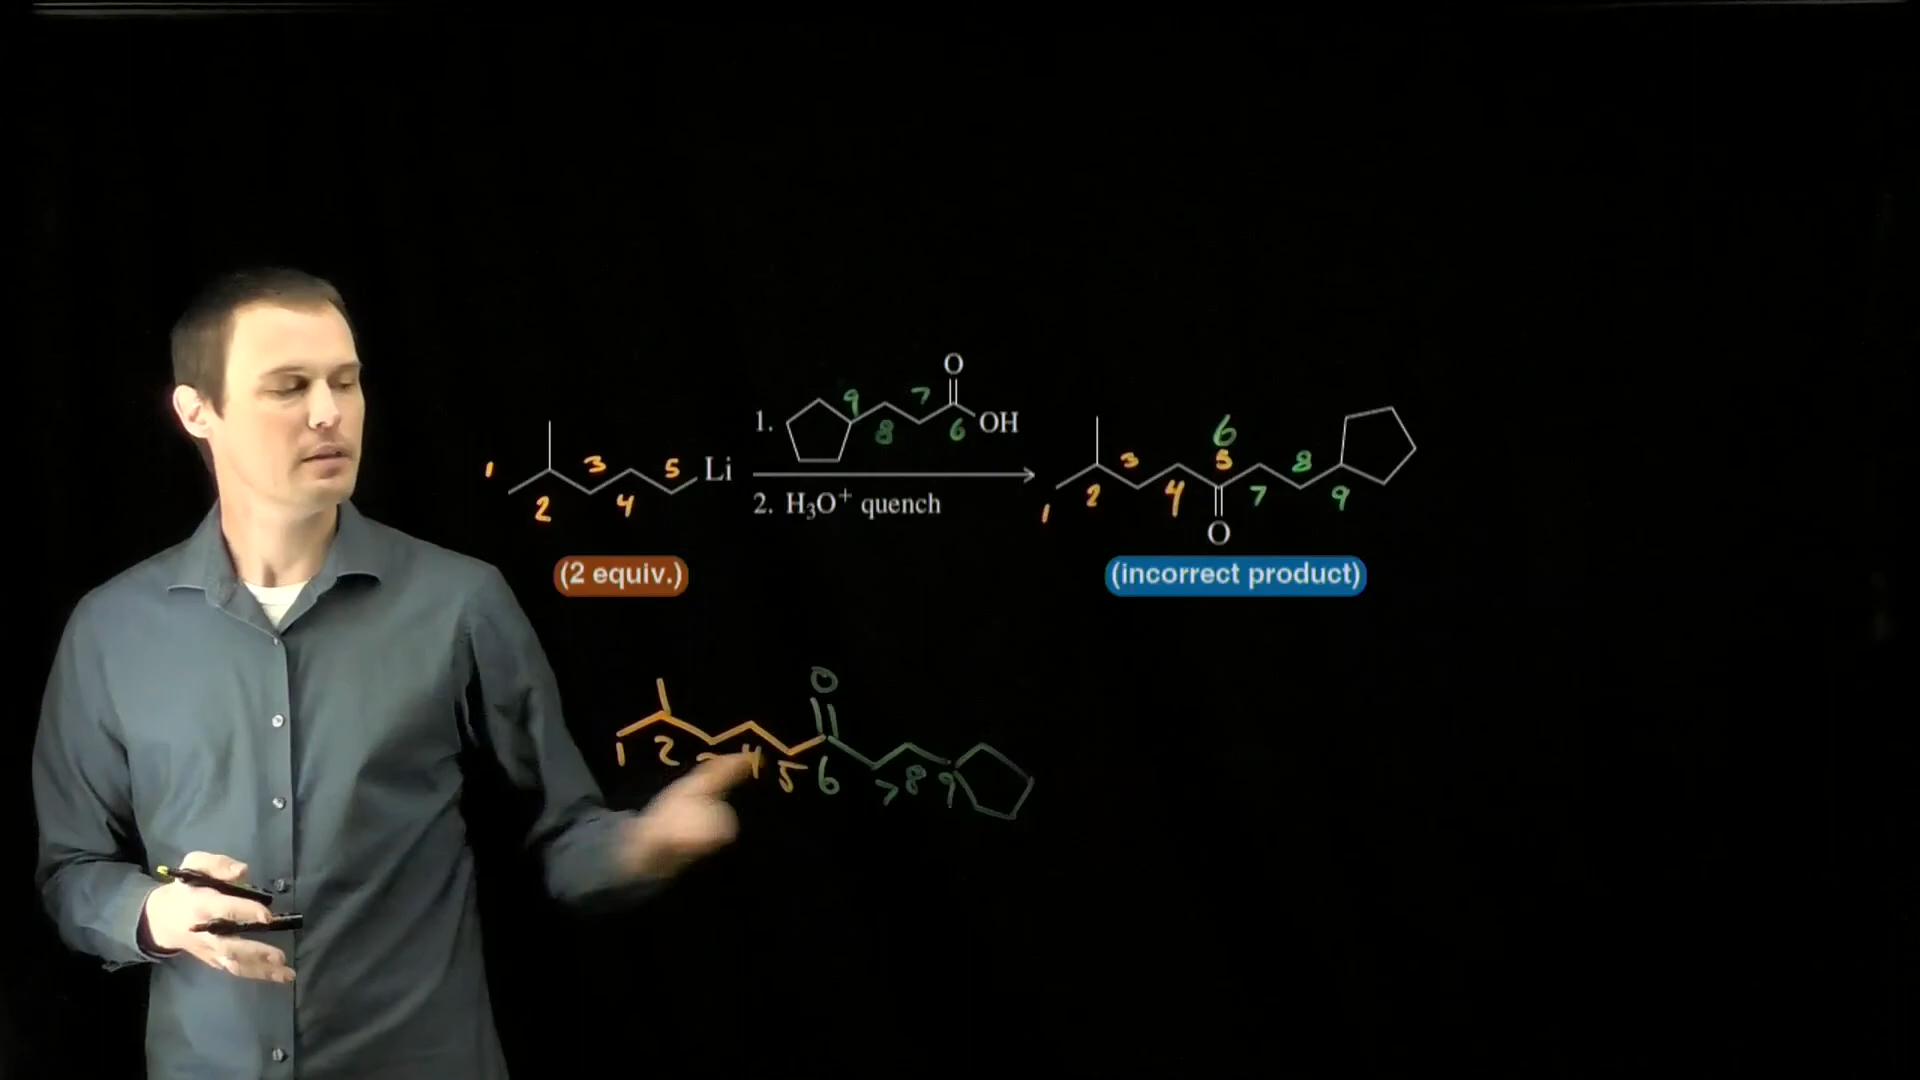 O
9 7
1. 8 6 OH
6
1 3 5 Li 3 5 8
2 4 2. H3O+ quench 1 2 4 7 9
O
(2 equiv.) (incorrect product)
O
1 2 4 5 6 7 8 9